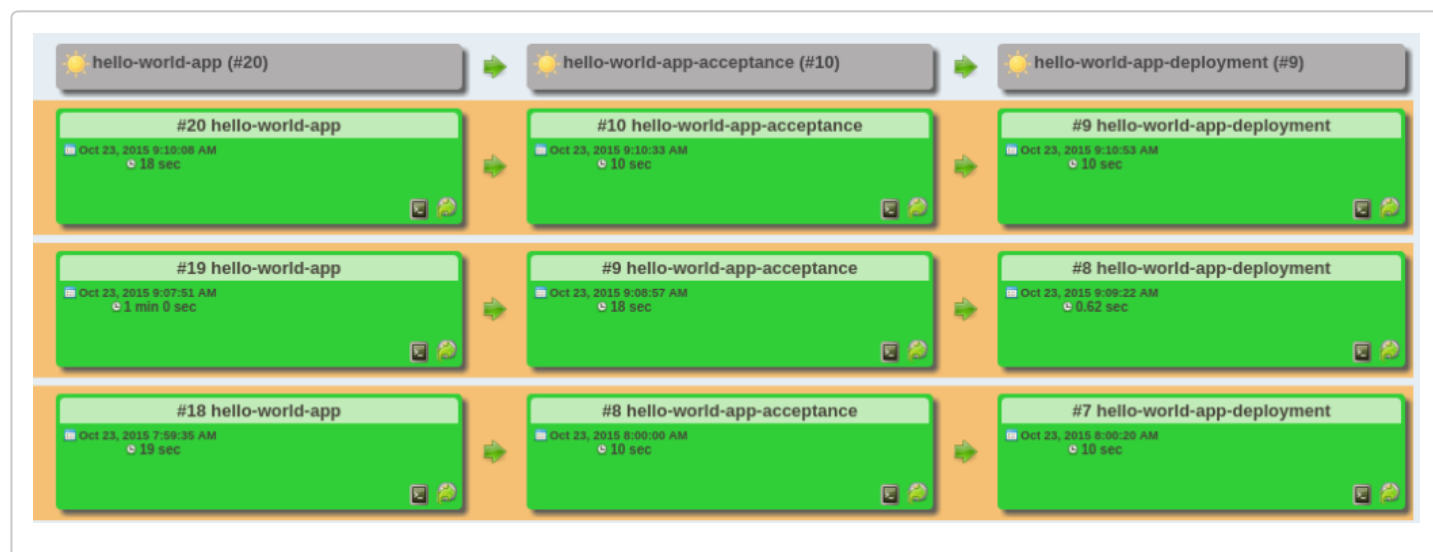 hello-world-app (#20)
hello-world-app-acceptance (#10)
hello-world-app-deployment (#9)
#20 hello-world-app
Oct 23, 2015 9:10:08 AM
18 sec
#10 hello-world-app-acceptance
Oct 23, 2015 9:10:33 AM
10 sec
#9 hello-world-app-deployment
Oct 23, 2015 9:10:53 AM
10 sec
#19 hello-world-app
Oct 23, 2015 9:07:51 AM
1 min 0 sec
#9 hello-world-app-acceptance
Oct 23, 2015 9:08:57 AM
18 sec
#8 hello-world-app-deployment
Oct 23, 2015 9:09:22 AM
0.62 sec
#18 hello-world-app
Oct 23, 2015 7:59:35 AM
19 sec
#8 hello-world-app-acceptance
Oct 23, 2015 8:00:00 AM
10 sec
#7 hello-world-app-deployment
Oct 23, 2015 8:00:20 AM
10 sec